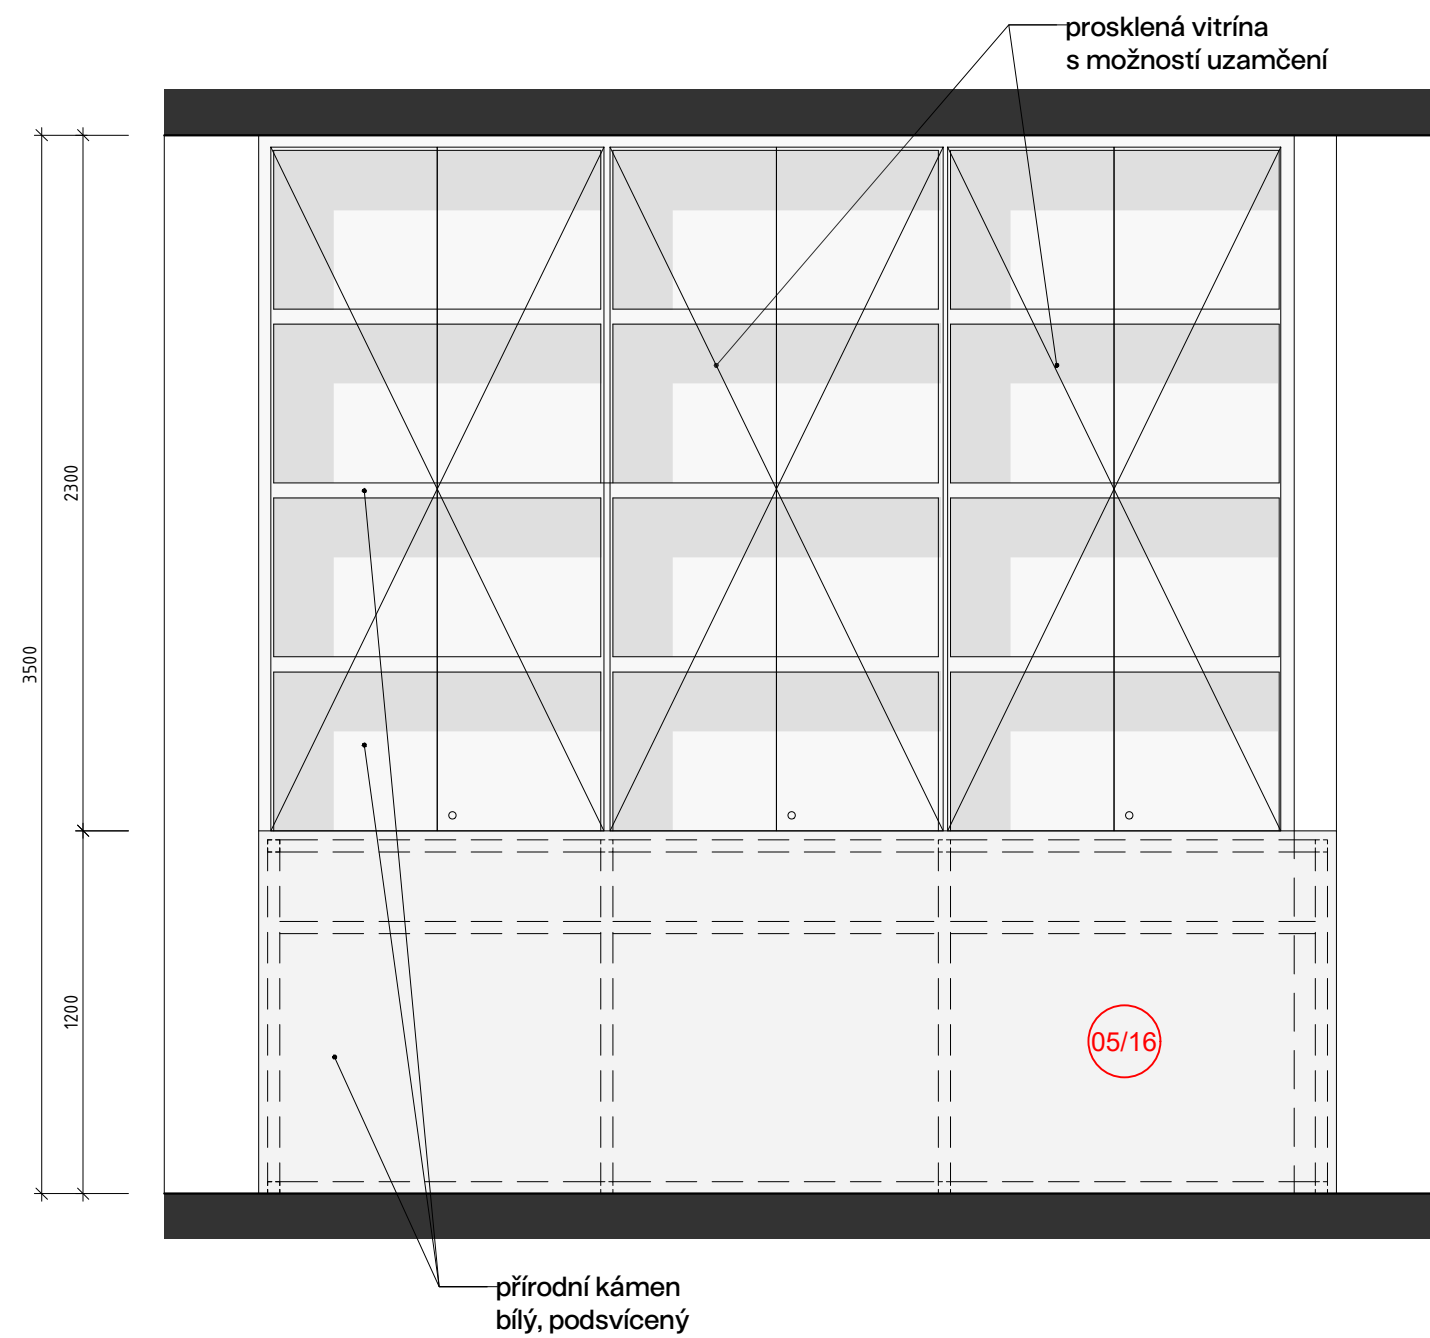 prosklená vitrína
s možností uzamčení
2300
3500
1200
05/16
přírodní kámen
bílý, podsvícený